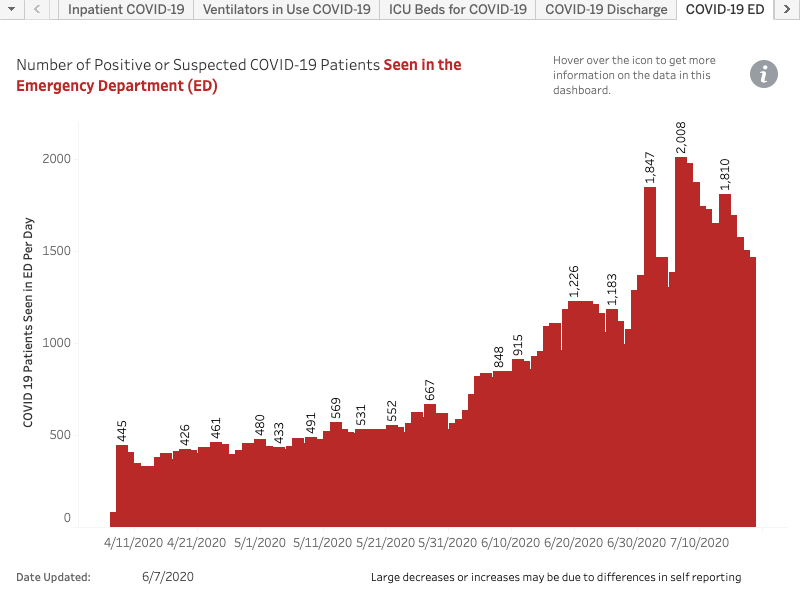 Inpatient COVID-19 Ventilators in Use COVID-19 ICU Beds for COVID-19 COVID-19 Discharge COVID-19 ED
Number of Positive or Suspected COVID-19 Patients Seen in the
Emergency Department (ED)
Hover over the icon to get more
information on the data in this
dashboard.
i
COVID 19 Patients Seen in ED Per Day
2000
1500
1000
500
0
445
426
461
480
433
491
569
531
552
667
848
915
1,226
1,183
1,847
2,008
1,810
4/11/2020 4/21/2020 5/1/2020 5/11/2020 5/21/2020 5/31/2020 6/10/2020 6/20/2020 6/30/2020 7/10/2020
Date Updated: 6/7/2020 Large decreases or increases may be due to differences in self reporting